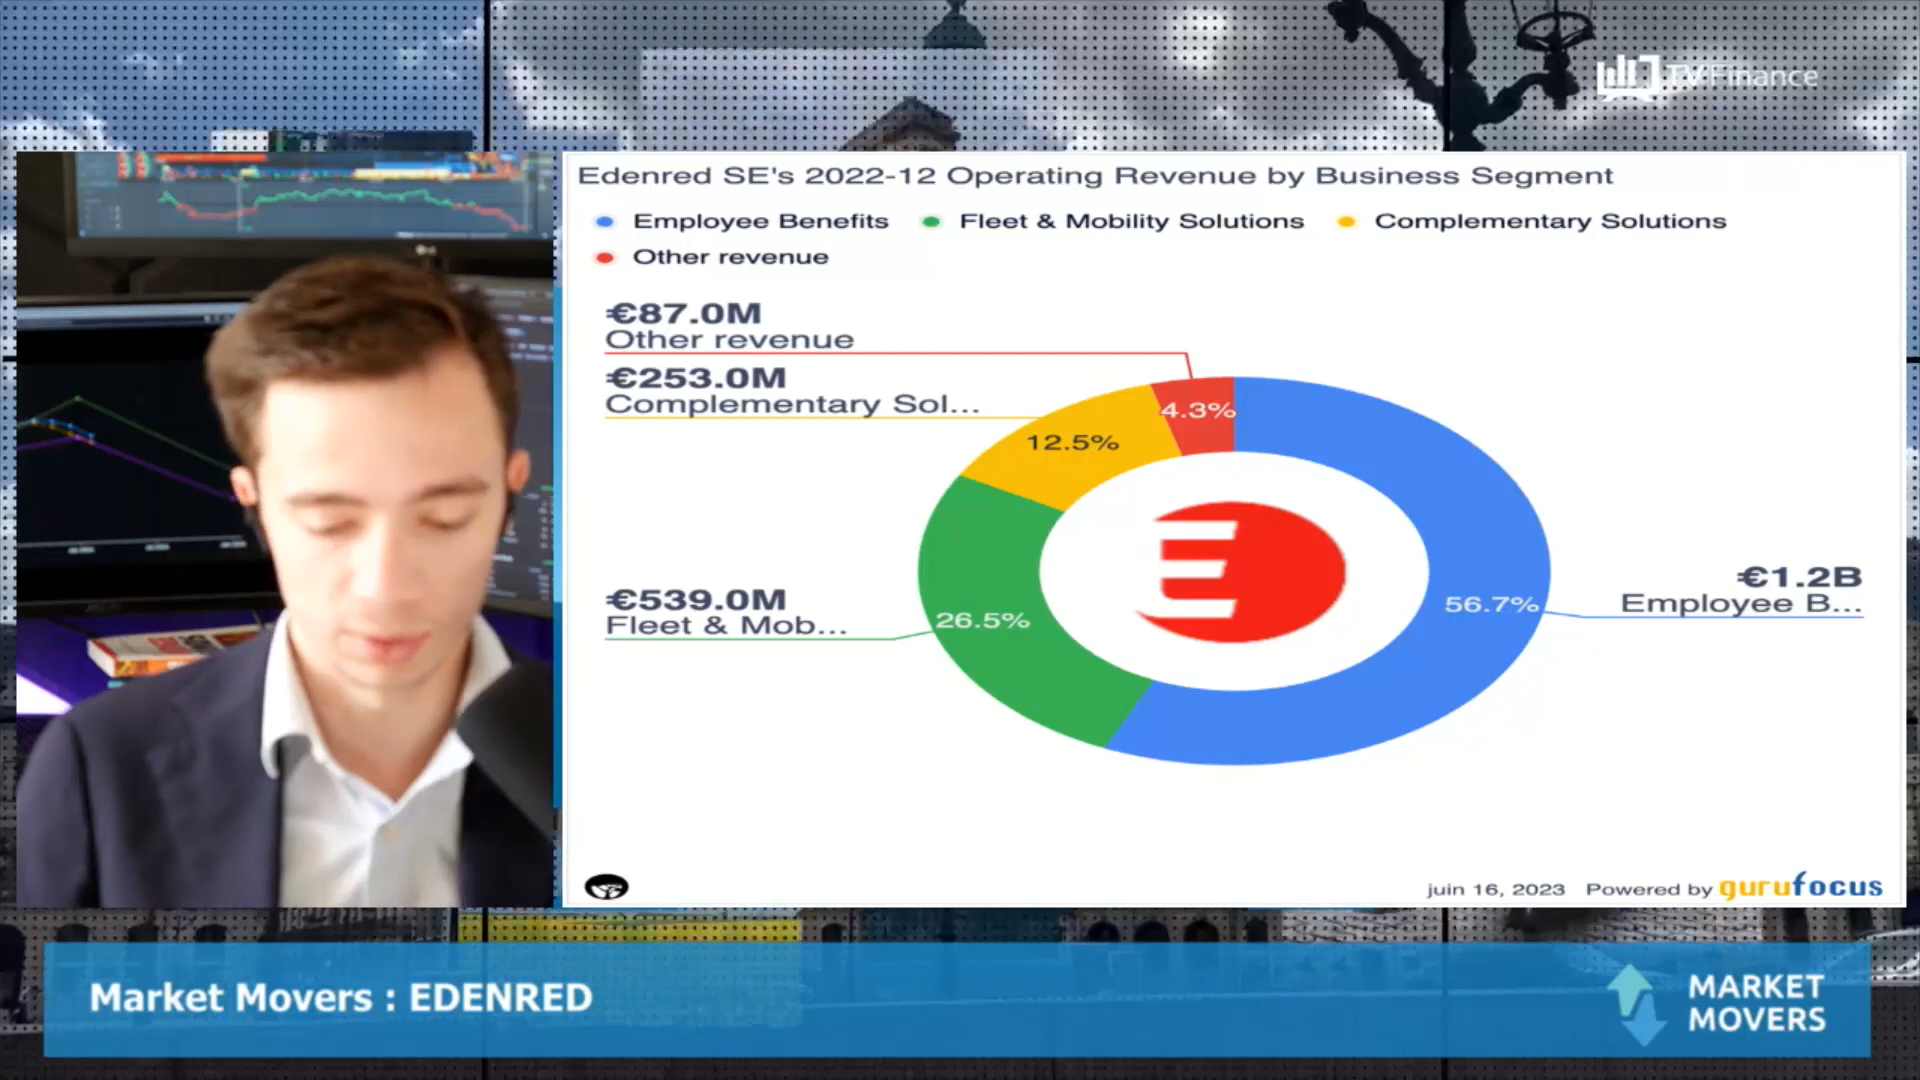 TVFinance
Edenred SE's 2022-12 Operating Revenue by Business Segment
Employee Benefits
Fleet & Mobility Solutions
Complementary Solutions
Other revenue
€87.0M
Other revenue
€253.0M
Complementary Sol...
4.3%
12.5%
€539.0M
Fleet & Mob...
26.5%
56.7%
€1.2B
Employee B...
juin 16, 2023 Powered by gurufocus
Market Movers : EDENRED
MARKET
MOVERS